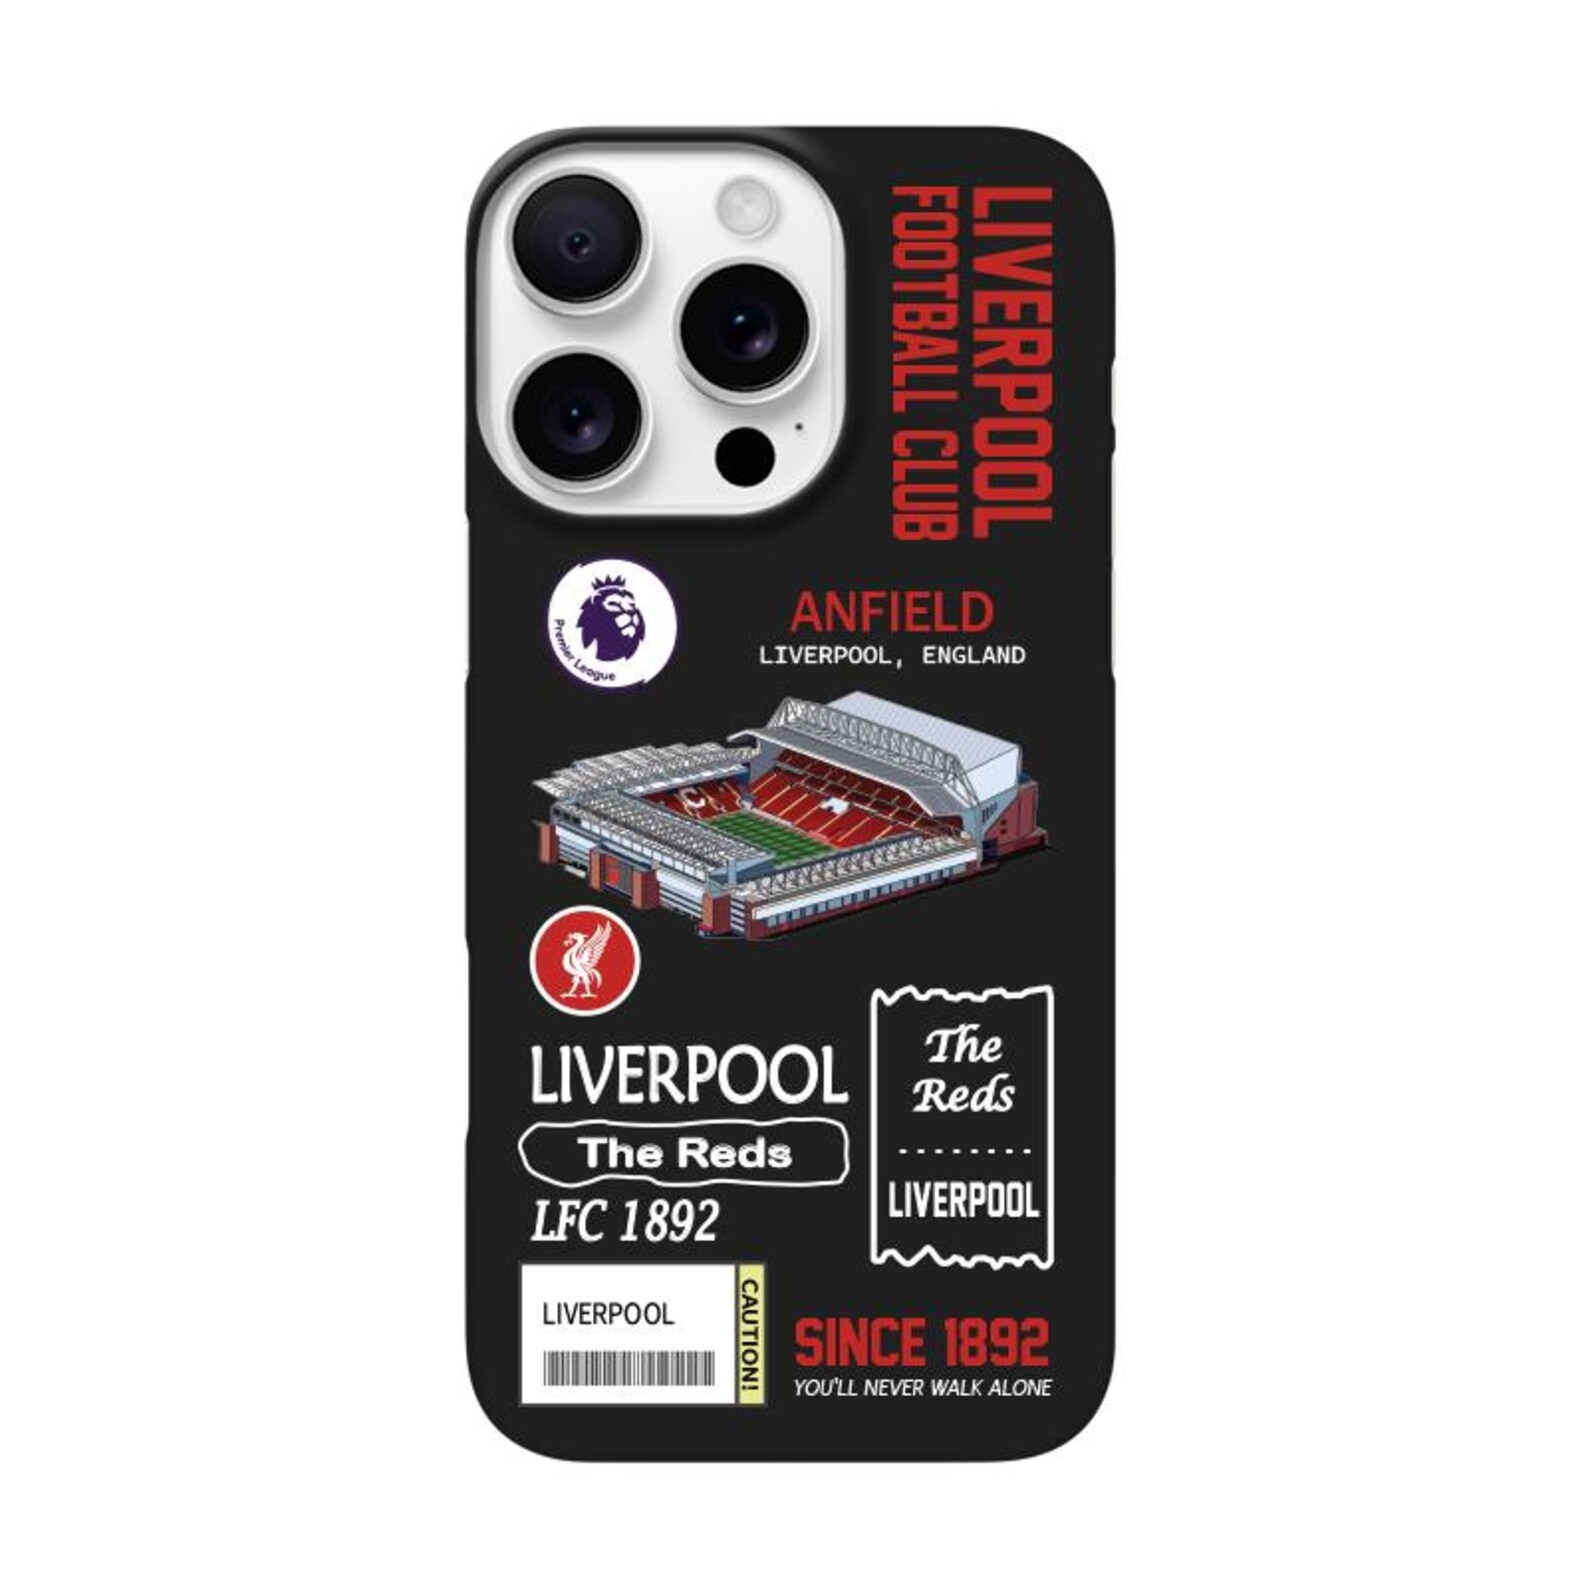 LIVERPOOL
FOOTBALL CLUB
Premier League
ANFIELD
LIVERPOOL, ENGLAND
LIVERPOOL
The Reds
LFC 1892
The
Reds
LIVERPOOL
LIVERPOOL
CAUTION!
SINCE 1892
YOU'LL NEVER WALK ALONE